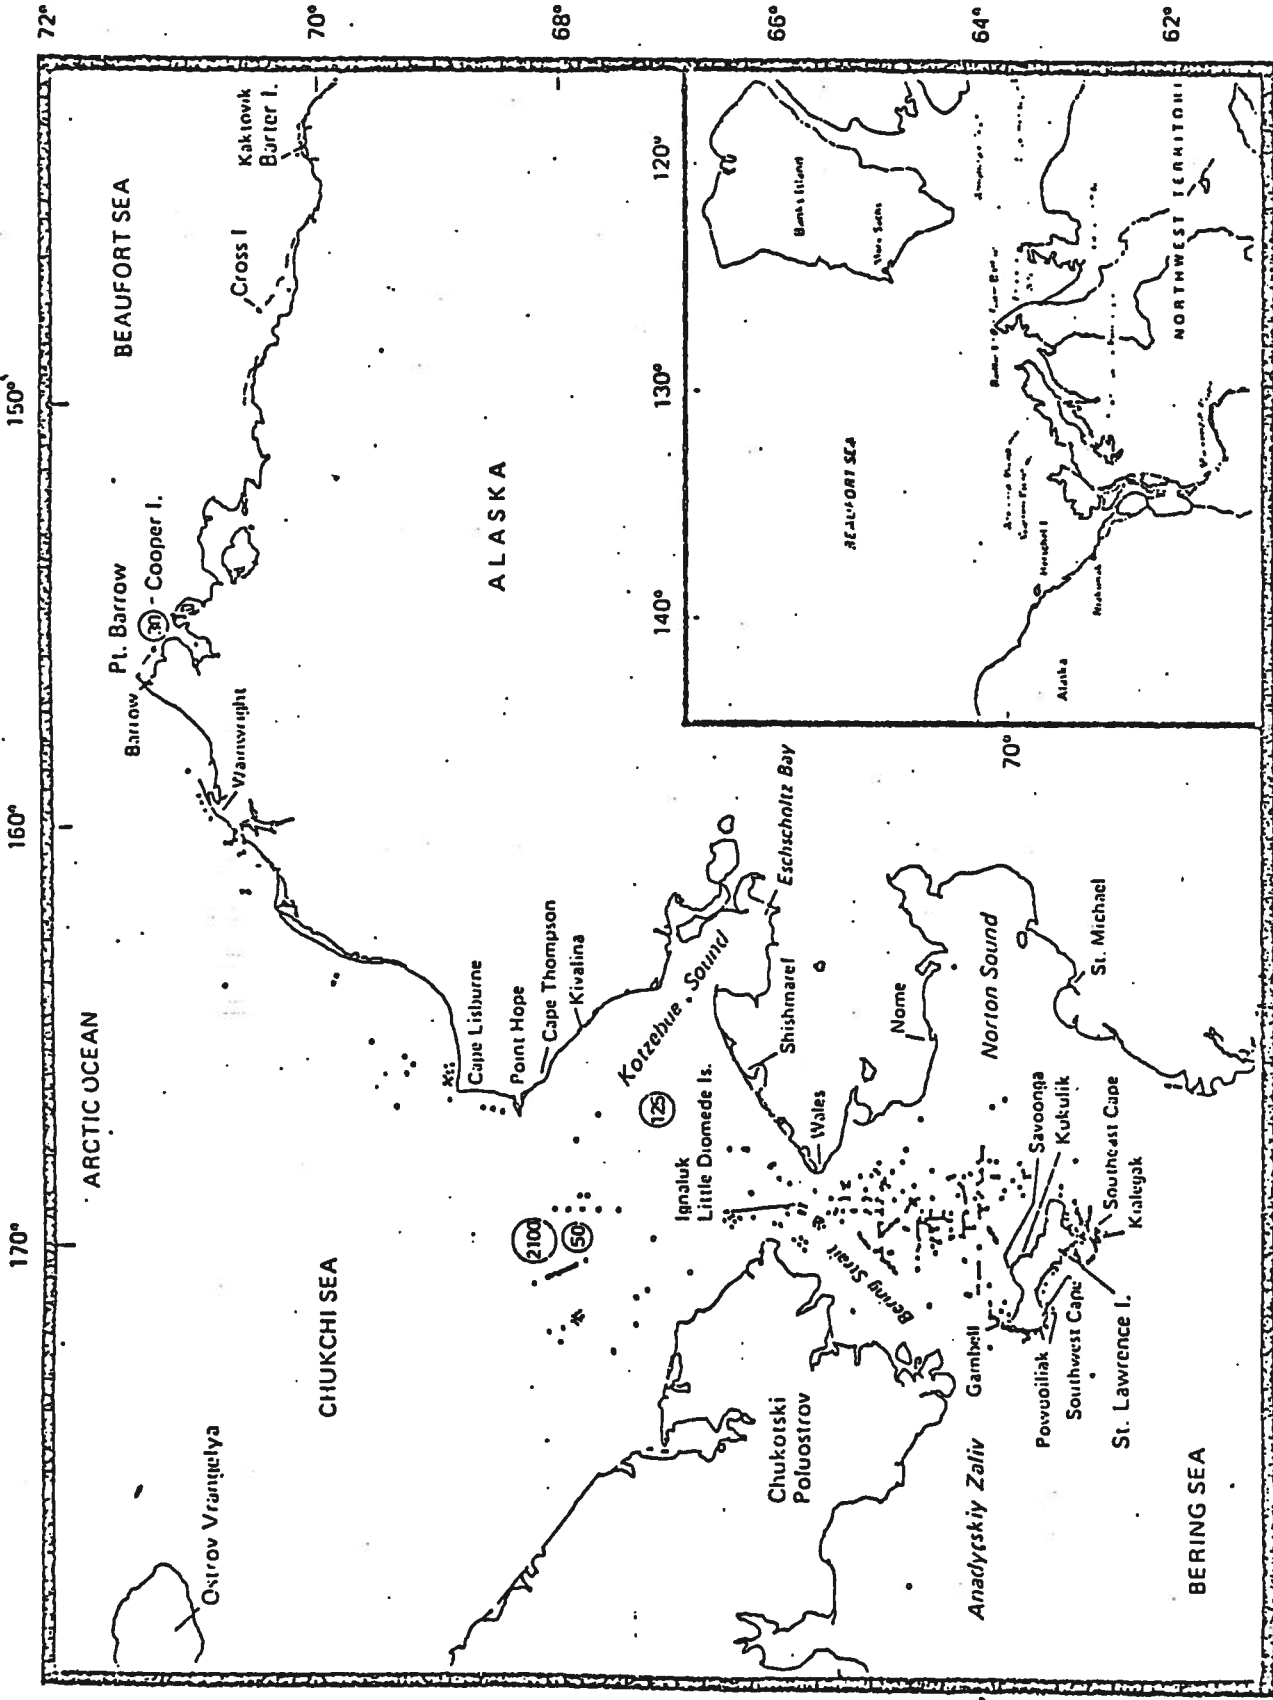 170°
160°
150°
72°
70°
68°
66°
64°
62°
ARCTIC OCEAN
BEAUFORT SEA
CHUKCHI SEA
Ostrov Vrangelya
Barrow
Pt. Barrow
30
Cooper I.
Wainwright
Cross I
Kaktovik
Barter I.
ALASKA
Cape Lisburne
Point Hope
Cape Thompson
Kivalina
2100
50
125
Kotzebue Sound
Eschscholtz Bay
Ignaluk
Little Diomede Is.
Shishmaref
Wales
Nome
Norton Sound
St. Michael
Bering Strait
Chukotski
Poluostrov
Anadyrskiy Zaliv
Gambell
Savoonga
Kukulik
Southeast Cape
Kialegak
Powuoiliak
Southwest Cape
St. Lawrence I.
BERING SEA
140°
130°
120°
70°
BEAUFORT SEA
Banks Island
Alaska
Herschel I
NORTHWEST TERRITORI